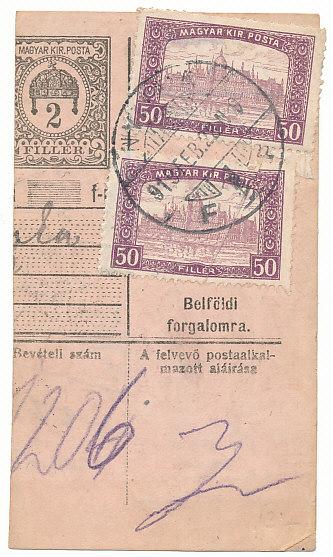 MAGYAR KIR. POSTA
2
FILLÉR
MAGYAR KIR. POSTA
50 50
FILLÉR
MAGYAR KIR. POSTA
50 50
FILLÉR
Belföldi
forgalomra.
Bevételi szám
A felvevő postaalkal-
mazott aláírása
1206